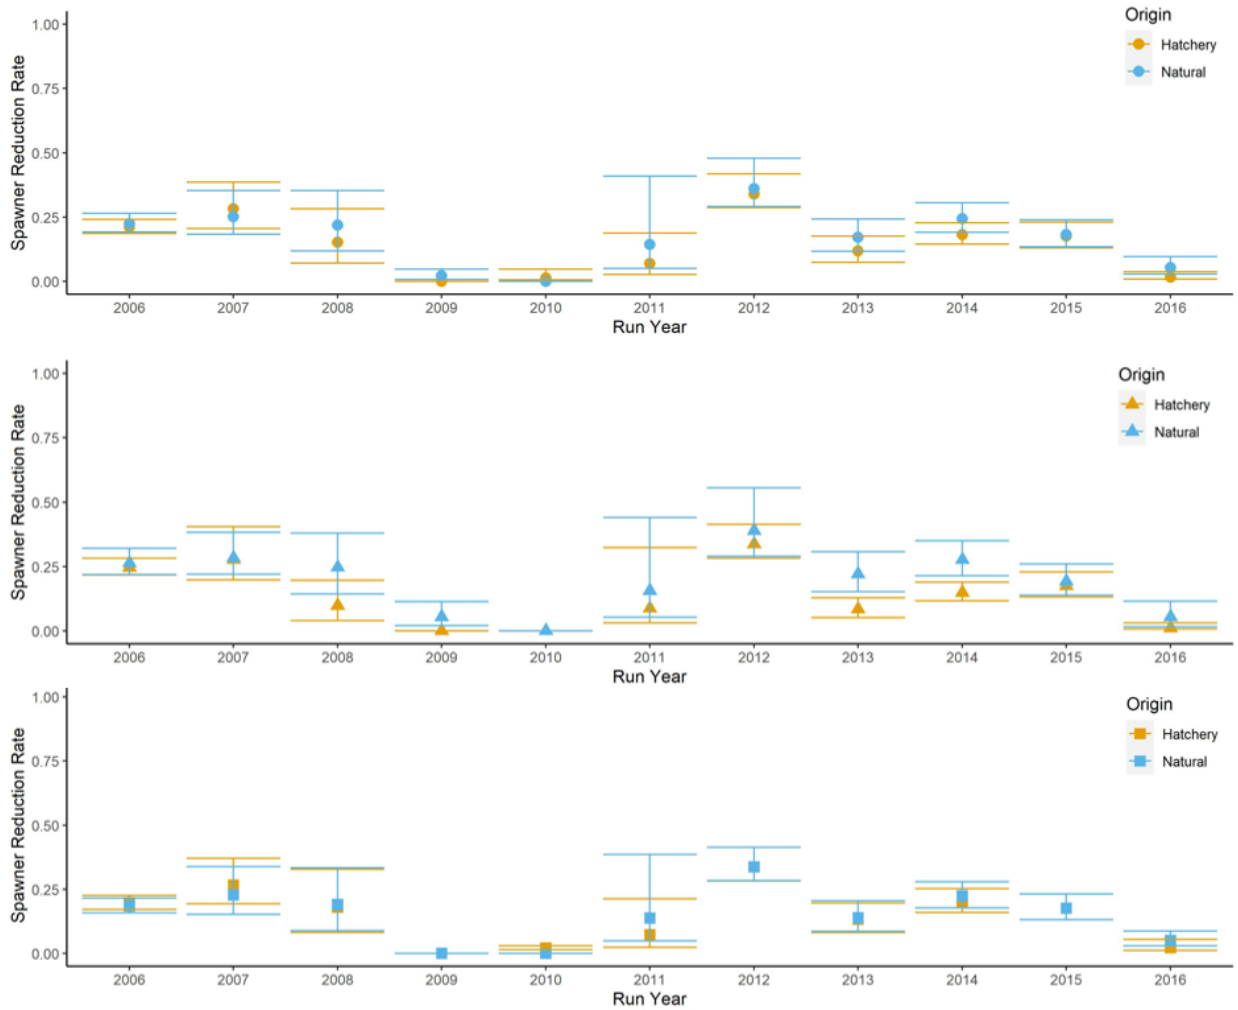 Spawner Reduction Rate
1.00
0.75
0.50
0.25
0.00
2006 2007 2008 2009 2010 2011 2012 2013 2014 2015 2016
Run Year
Origin
Hatchery
Natural
Spawner Reduction Rate
1.00
0.75
0.50
0.25
0.00
2006 2007 2008 2009 2010 2011 2012 2013 2014 2015 2016
Run Year
Origin
Hatchery
Natural
Spawner Reduction Rate
1.00
0.75
0.50
0.25
0.00
2006 2007 2008 2009 2010 2011 2012 2013 2014 2015 2016
Run Year
Origin
Hatchery
Natural